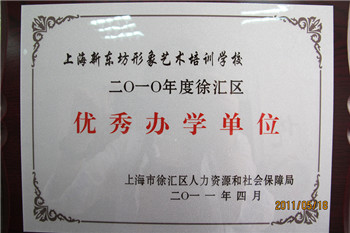 上海新东坊形象艺术培训学校
二〇一〇年度徐汇区
优秀办学单位
上海市徐汇区人力资源和社会保障局
二〇一一年四月
2011/05/18